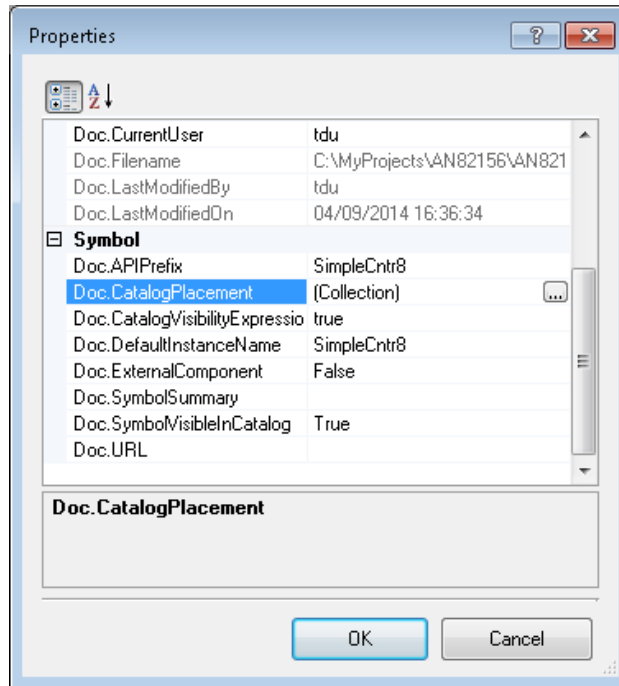 Properties
Doc.CurrentUser tdu
Doc.Filename C:\MyProjects\AN82156\AN821
Doc.LastModifiedBy tdu
Doc.LastModifiedOn 04/09/2014 16:36:34
Symbol
Doc.APIPrefix SimpleCntr8
Doc.CatalogPlacement (Collection) ...
Doc.CatalogVisibilityExpressio true
Doc.DefaultInstanceName SimpleCntr8
Doc.ExternalComponent False
Doc.SymbolSummary
Doc.SymbolVisibleInCatalog True
Doc.URL
Doc.CatalogPlacement
OK Cancel